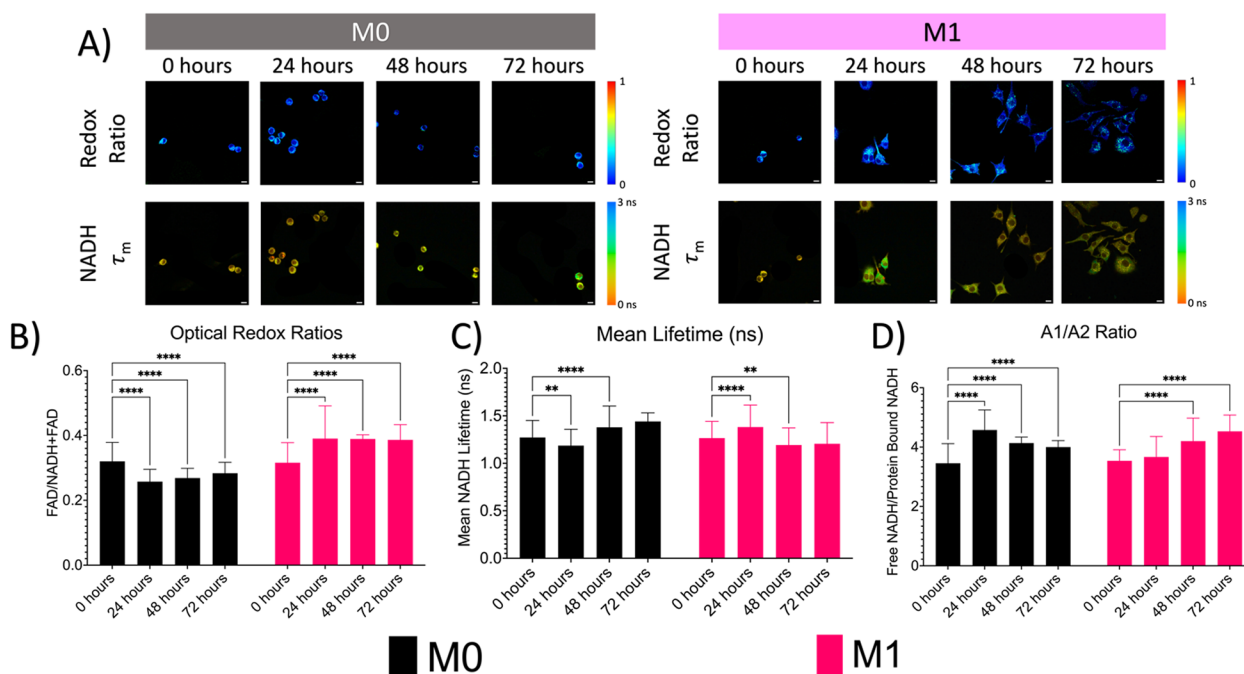 A)
M0
M1
0 hours 24 hours 48 hours 72 hours
0 hours 24 hours 48 hours 72 hours
Redox
Ratio
1
0
Redox
Ratio
1
0
NADH
τm
3 ns
0 ns
NADH
τm
3 ns
0 ns
B)
Optical Redox Ratios
FAD/NADH+FAD
0.6
0.4
0.2
0.0
**** **** ****
**** **** ****
0 hours 24 hours 48 hours 72 hours
0 hours 24 hours 48 hours 72 hours
C)
Mean Lifetime (ns)
Mean NADH Lifetime (ns)
2.0
1.5
1.0
0.5
0.0
**** **
** ****
0 hours 24 hours 48 hours 72 hours
0 hours 24 hours 48 hours 72 hours
D)
A1/A2 Ratio
Free NADH/Protein Bound NADH
6
4
2
0
**** **** ****
**** ****
0 hours 24 hours 48 hours 72 hours
0 hours 24 hours 48 hours 72 hours
M0
M1